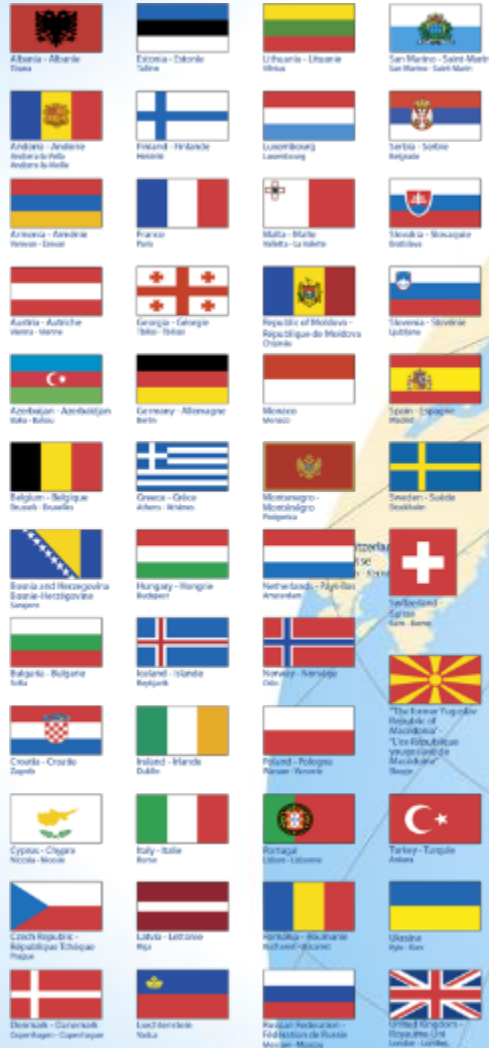 Albania - Albanie
Tirana
Andorra - Andorre
Andorra la Vella
Andorre-la-Vieille
Armenia - Arménie
Yerevan - Erevan
Austria - Autriche
Vienna - Vienne
Azerbaijan - Azerbaïdjan
Baku - Bakou
Belgium - Belgique
Brussels - Bruxelles
Bosnia and Herzegovina
Bosnie-Herzégovine
Sarajevo
Bulgaria - Bulgarie
Sofia
Croatia - Croatie
Zagreb
Cyprus - Chypre
Nicosia - Nicosie
Czech Republic -
République Tchèque
Prague
Denmark - Danemark
Copenhagen - Copenhague
Estonia - Estonie
Tallinn
Finland - Finlande
Helsinki
France
Paris
Georgia - Géorgie
Tbilisi - Tbilissi
Germany - Allemagne
Berlin
Greece - Grèce
Athens - Athènes
Hungary - Hongrie
Budapest
Iceland - Islande
Reykjavik
Ireland - Irlande
Dublin
Italy - Italie
Rome
Latvia - Lettonie
Riga
Liechtenstein
Vaduz
Lithuania - Lituanie
Vilnius
Luxembourg
Luxembourg
Malta - Malte
Valletta - La Valette
Republic of Moldova -
République de Moldova
Chisinau
Monaco
Monaco
Montenegro -
Monténégro
Podgorica
Netherlands - Pays-Bas
Amsterdam
Norway - Norvège
Oslo
Poland - Pologne
Warsaw - Varsovie
Portugal
Lisbon - Lisbonne
Romania - Roumanie
Bucharest - Bucarest
Russian Federation -
Fédération de Russie
Moscow - Moscou
San Marino - Saint-Marin
San Marino - Saint-Marin
Serbia - Serbie
Belgrade
Slovakia - Slovaquie
Bratislava
Slovenia - Slovénie
Ljubljana
Spain - Espagne
Madrid
Sweden - Suède
Stockholm
Switzerland -
Suisse
Bern - Berne
"The former Yugoslav
Republic of
Macedonia" -
"L'ex-République
yougoslave de
Macédoine"
Skopje
Turkey - Turquie
Ankara
Ukraine
Kyiv - Kiev
United Kingdom -
Royaume-Uni
London - Londres